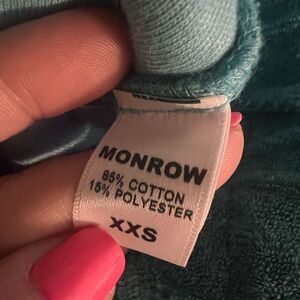 MONROW
85% COTTON
15% POLYESTER
XXS